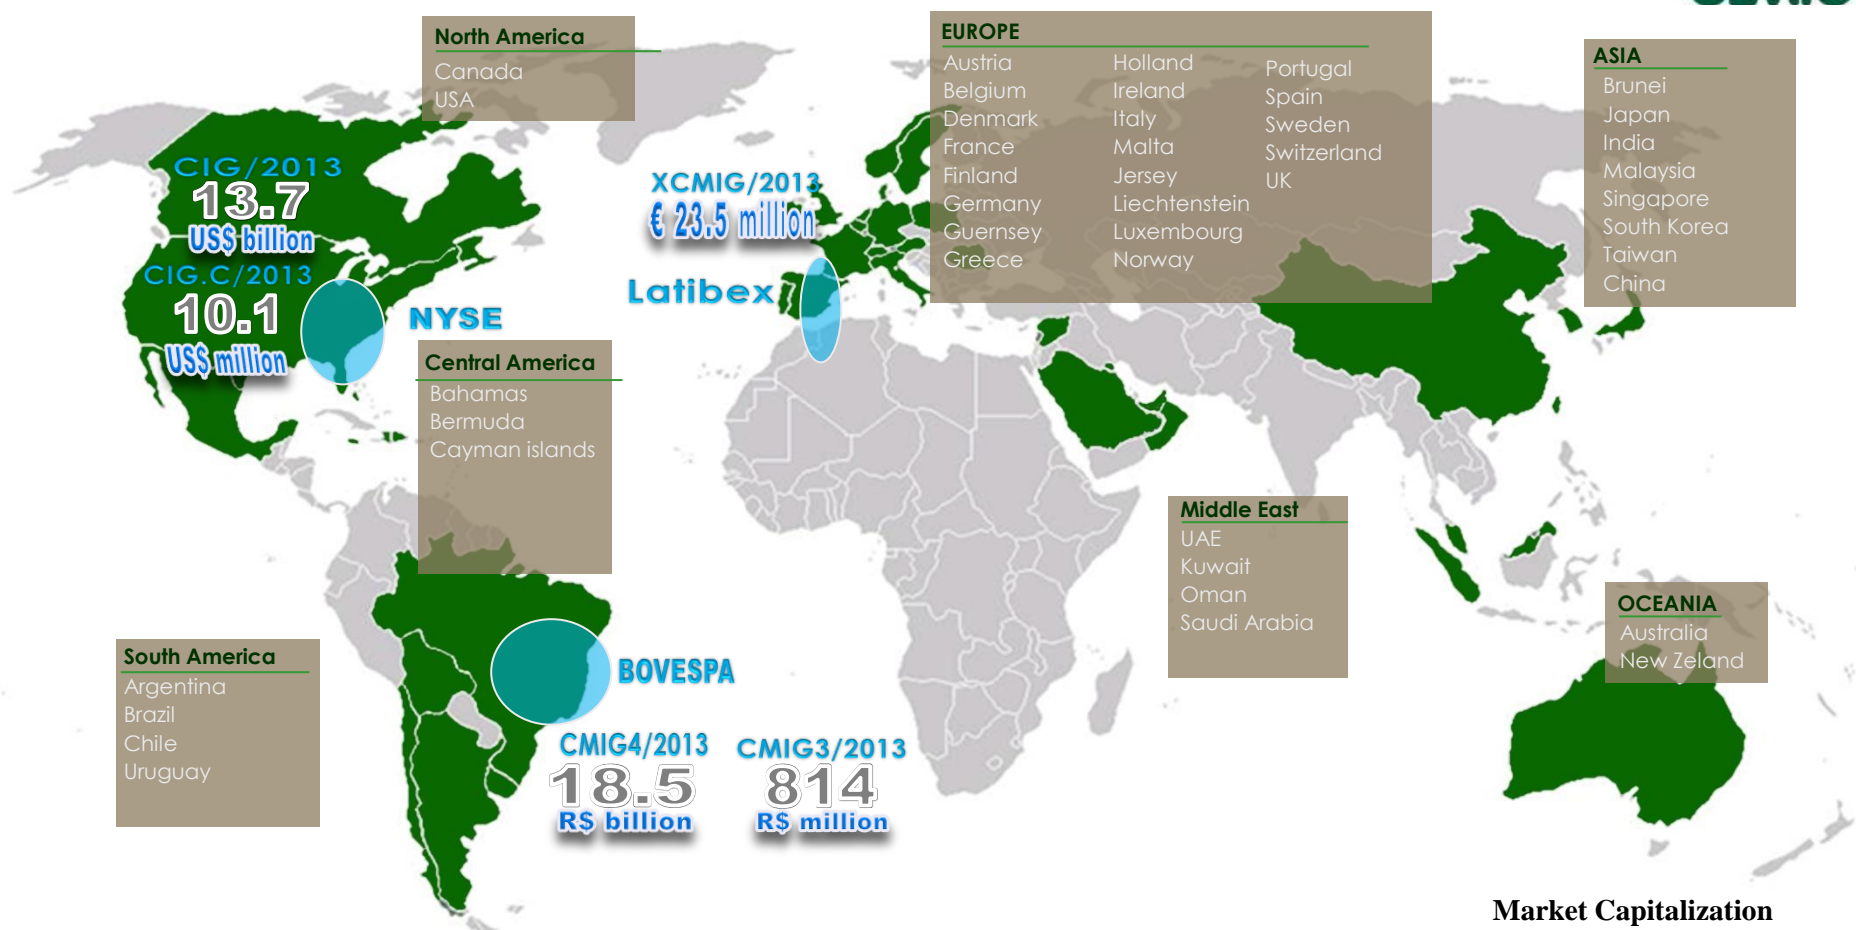 North America
Canada
USA
EUROPE
Austria
Belgium
Denmark
France
Finland
Germany
Guernsey
Greece
Holland
Ireland
Italy
Malta
Jersey
Liechtenstein
Luxembourg
Norway
Portugal
Spain
Sweden
Switzerland
UK
ASIA
Brunei
Japan
India
Malaysia
Singapore
South Korea
Taiwan
China
CIG/2013
13.7
US$ billion
CIG.C/2013
10.1
US$ million
NYSE
XCMIG/2013
€ 23.5 million
Latibex
Central America
Bahamas
Bermuda
Cayman islands
Middle East
UAE
Kuwait
Oman
Saudi Arabia
OCEANIA
Australia
New Zeland
South America
Argentina
Brazil
Chile
Uruguay
BOVESPA
CMIG4/2013
18.5
R$ billion
CMIG3/2013
814
R$ million
Market Capitalization